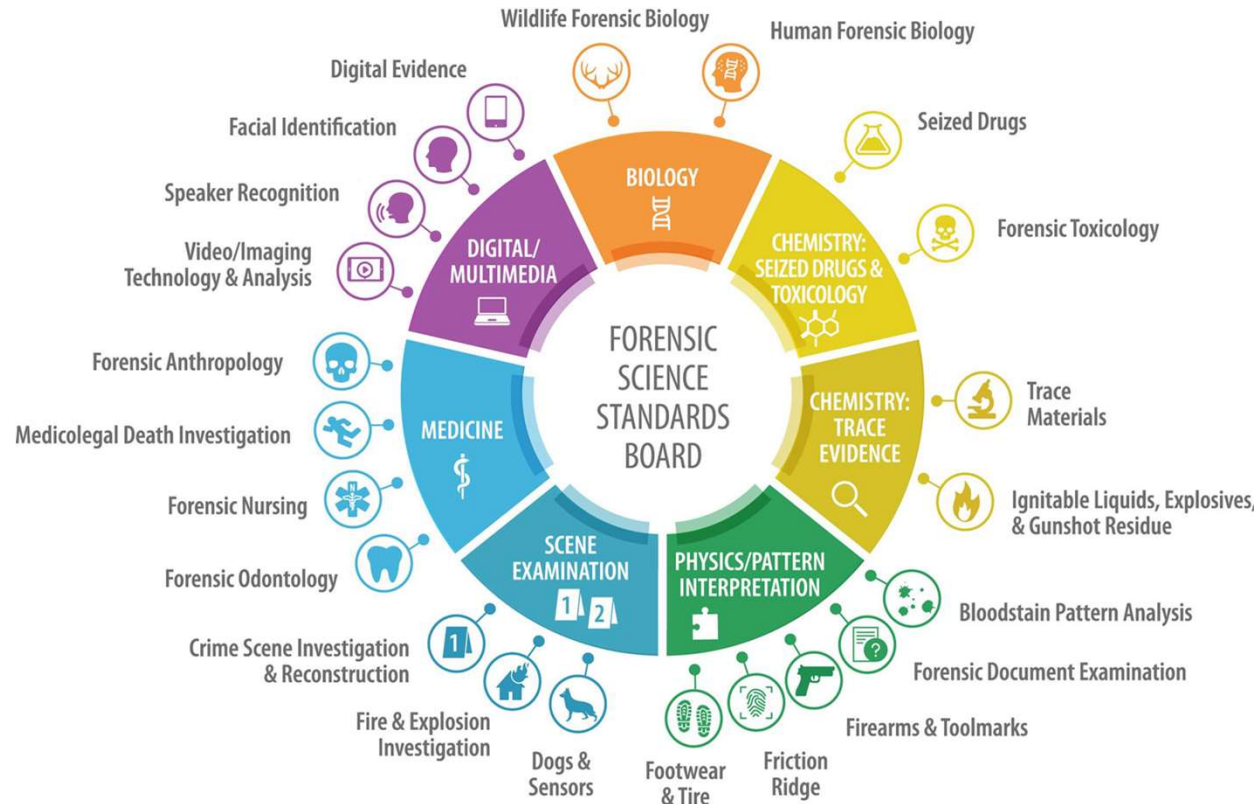 Wildlife Forensic Biology
Human Forensic Biology
Digital Evidence
Facial Identification
Seized Drugs
Speaker Recognition
Forensic Toxicology
Video/Imaging
Technology & Analysis
BIOLOGY
DIGITAL/
MULTIMEDIA
CHEMISTRY:
SEIZED DRUGS &
TOXICOLOGY
FORENSIC
SCIENCE
STANDARDS
BOARD
Forensic Anthropology
Medicolegal Death Investigation
N
Forensic Nursing
Forensic Odontology
MEDICINE
CHEMISTRY:
TRACE
EVIDENCE
Trace
Materials
Ignitable Liquids, Explosives,
& Gunshot Residue
SCENE
EXAMINATION
1 2
PHYSICS/PATTERN
INTERPRETATION
Bloodstain Pattern Analysis
?
Forensic Document Examination
Firearms & Toolmarks
Friction
Ridge
Footwear
& Tire
Dogs &
Sensors
Fire & Explosion
Investigation
1
Crime Scene Investigation
& Reconstruction